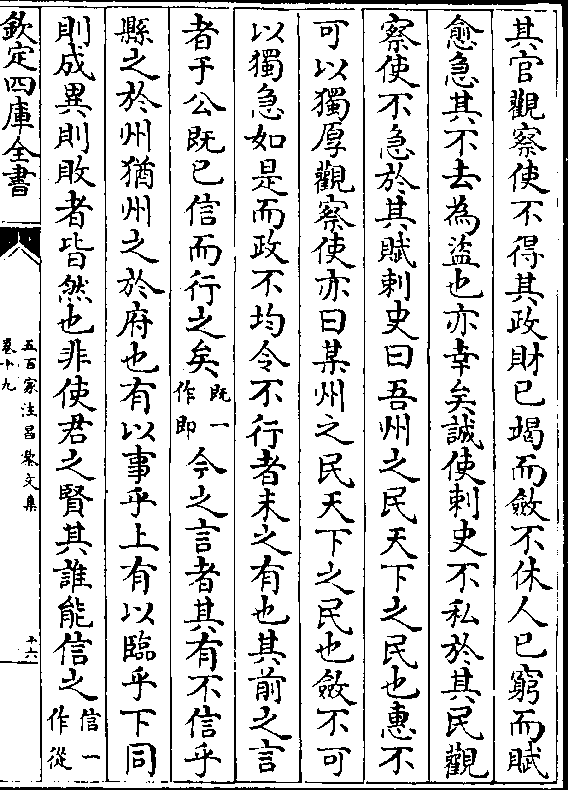 其官觀察使不得其政財已竭而斂不休人已窮而賦
愈急其不去為盜也亦幸矣誠使刺史不私於其民觀
察使不急於其賦刺史曰吾州之民天下之民也惠不
可以獨厚觀察使亦曰某州之民天下之民也斂不可
以獨急如是而政不均令不行者未之有也其前之言
者于公既已信而行之矣既一作即今之言者其有不信乎
縣之於州猶州之於府也有以事乎上有以臨乎下同
則成異則敗者皆然也非使君之賢其誰能信之信一作從
欽定四庫全書
五百家注昌黎文集
卷十九
十六